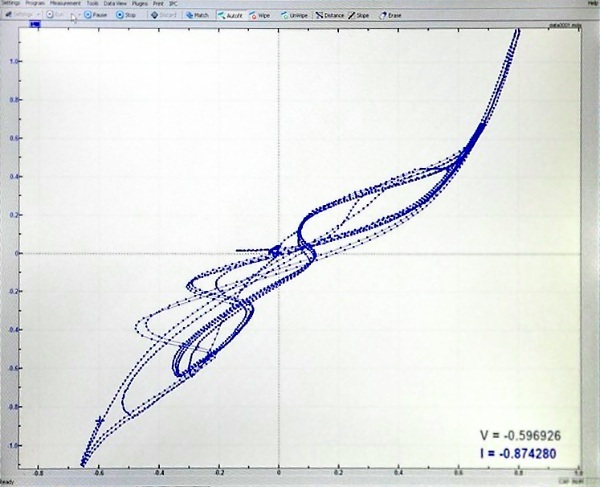 Settings Program Measurement Tools Data View Plugins Print IPC Help
Settings Run Pause Stop Discard Match Autofit Wipe UnWipe Distance Slope Erase
1.0
0.8
0.6
0.4
0.2
0
-0.2
-0.4
-0.6
-0.8
-1.0
V = -0.596926
I = -0.874280
-0.8 -0.6 -0.4 -0.2 0 0.2 0.4 0.6 0.8 1.0
Ready